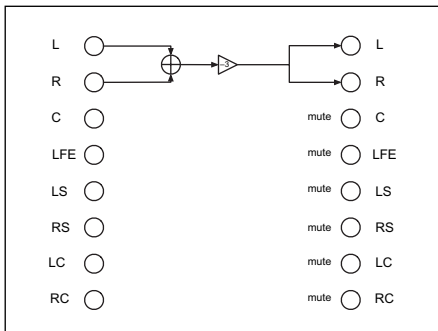 L L
R -3 R
C mute C
LFE mute LFE
LS mute LS
RS mute RS
LC mute LC
RC mute RC